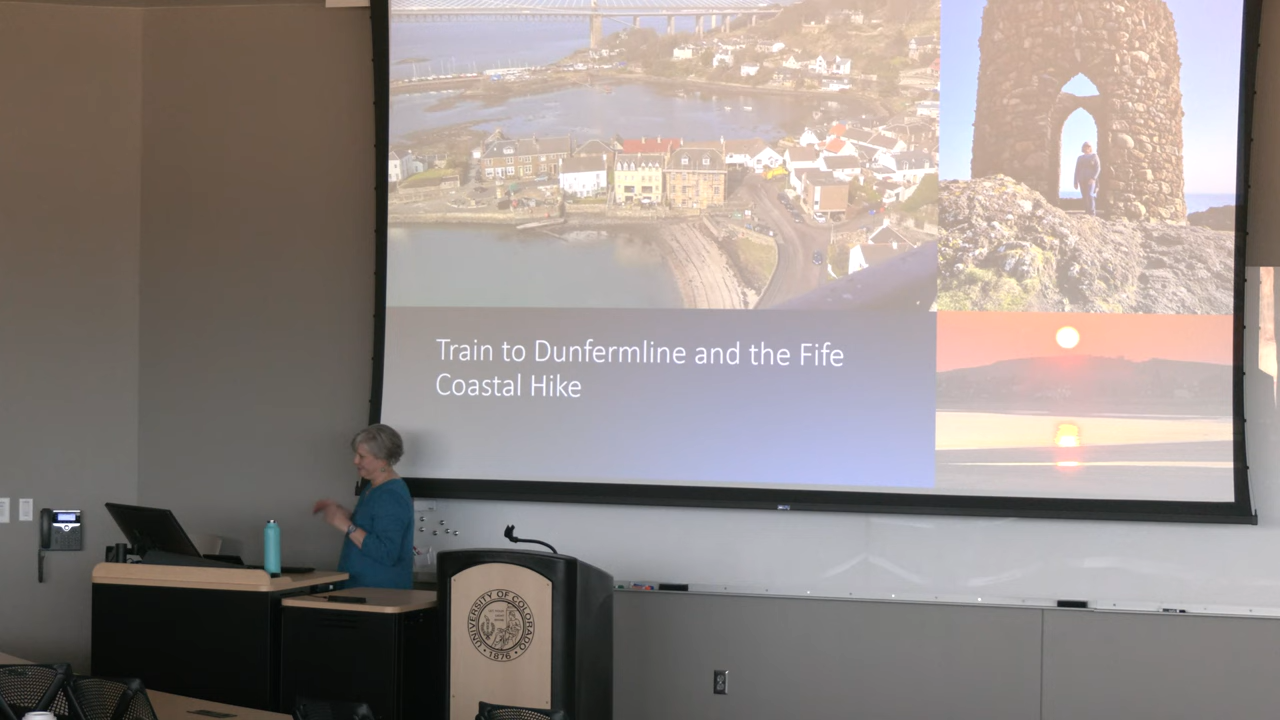 Train to Dunfermline and the Fife
Coastal Hike
UNIVERSITY OF COLORADO
1876